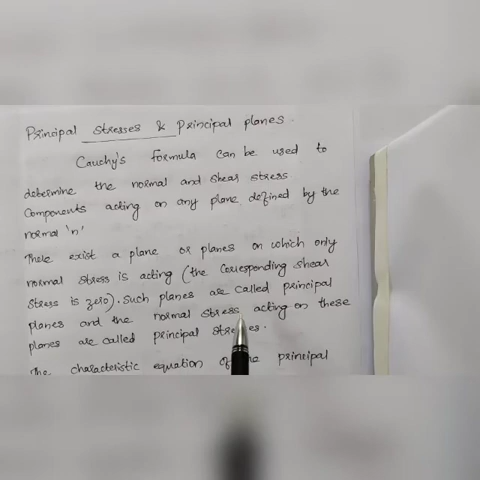 Principal stresses & Principal planes.
Cauchy's formula can be used to
determine the normal and shear stress
components acting on any plane defined by the
normal 'n'
There exist a plane or planes on which only
normal stress is acting (the corresponding shear
stress is zero). Such planes are called principal
planes and the normal stress acting on these
planes are called principal stresses.
The characteristic equation of the principal